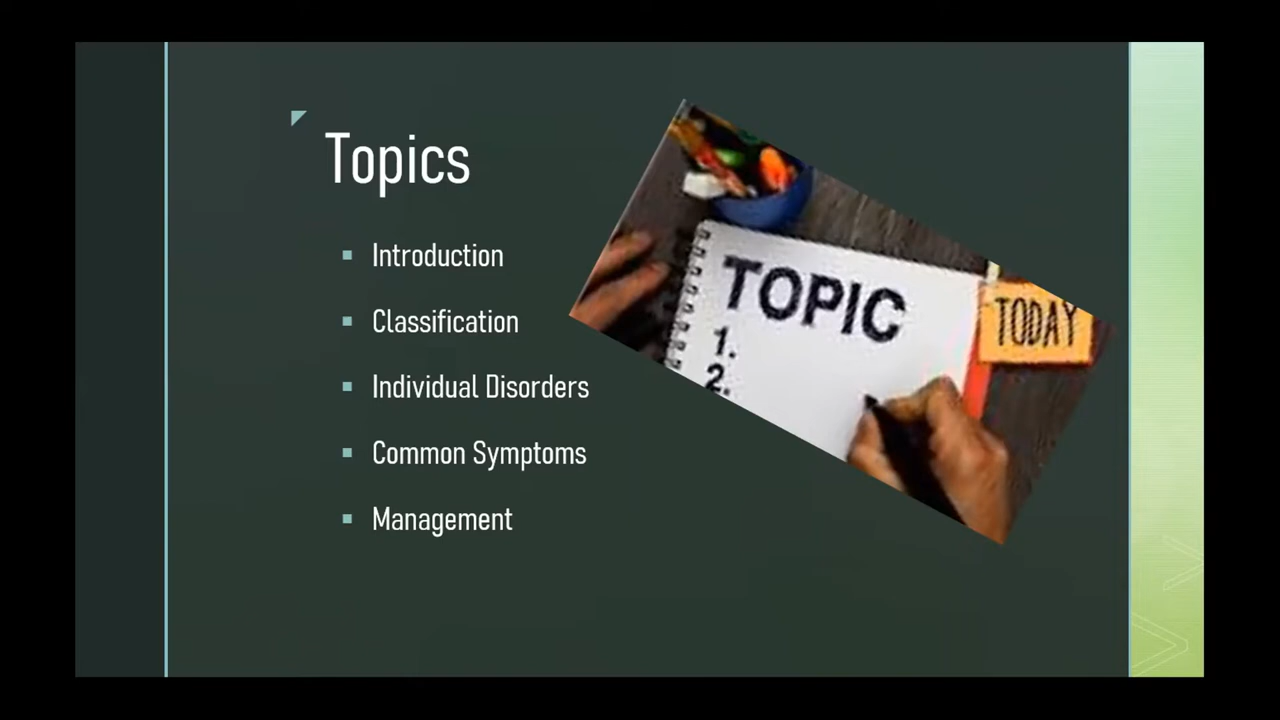 Topics
Introduction
Classification
Individual Disorders
Common Symptoms
Management
TOPIC
1.
2.
TODAY